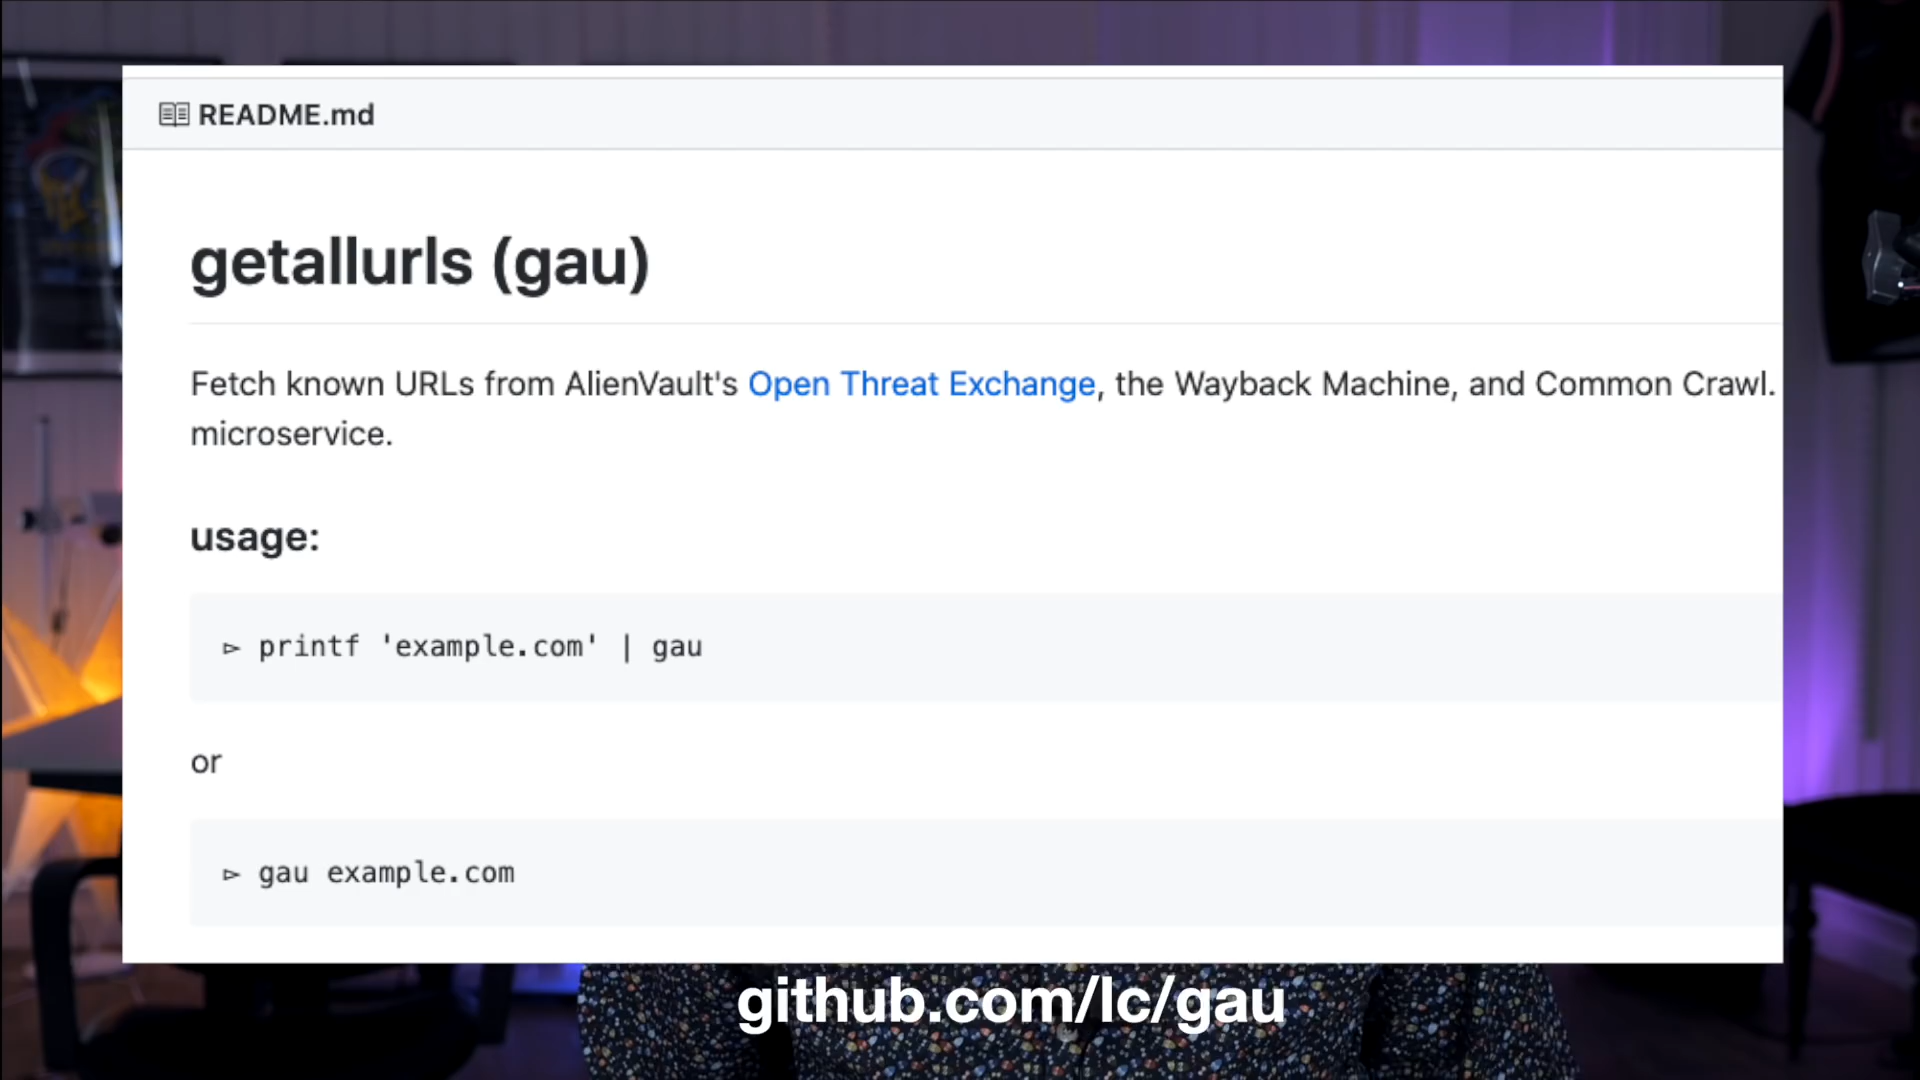 README.md
getallurls (gau)
Fetch known URLs from AlienVault's Open Threat Exchange, the Wayback Machine, and Common Crawl.
microservice.
usage:
▻ printf 'example.com' | gau
or
▻ gau example.com
github.com/lc/gau